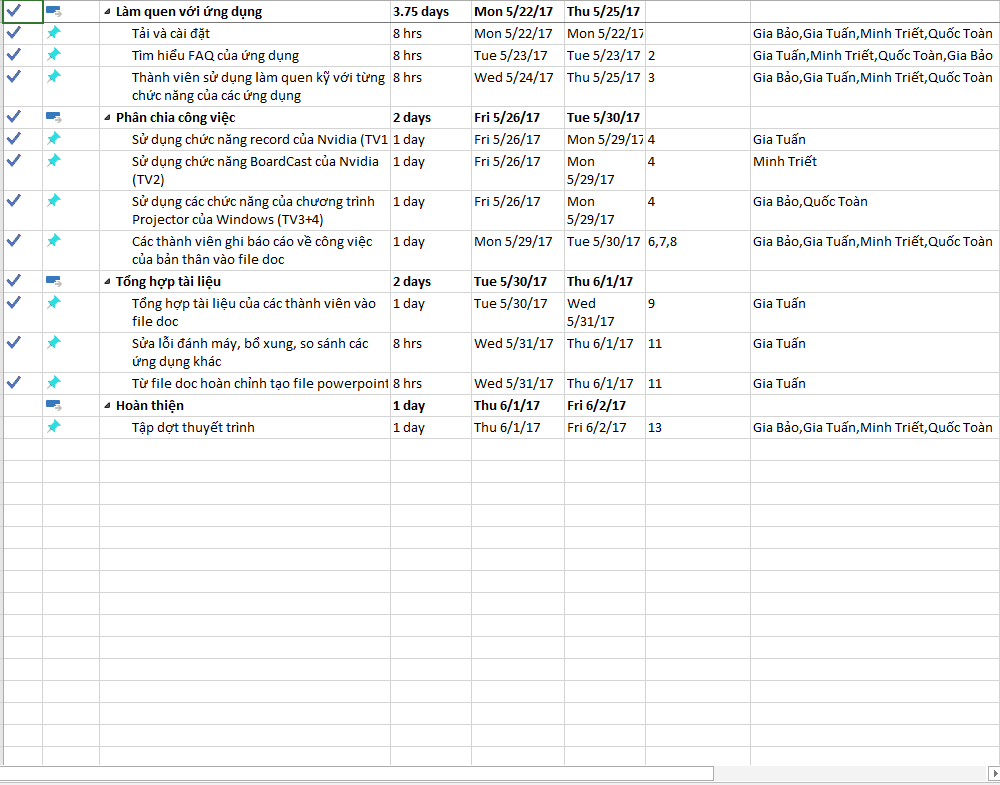 Làm quen với ứng dụng 3.75 days Mon 5/22/17 Thu 5/25/17
Tải và cài đặt 8 hrs Mon 5/22/17 Mon 5/22/17 Gia Bảo,Gia Tuấn,Minh Triết,Quốc Toàn
Tìm hiểu FAQ của ứng dụng 8 hrs Tue 5/23/17 Tue 5/23/17 2 Gia Tuấn,Minh Triết,Quốc Toàn,Gia Bảo
Thành viên sử dụng làm quen kỹ với từng 8 hrs Wed 5/24/17 Thu 5/25/17 3 Gia Bảo,Gia Tuấn,Minh Triết,Quốc Toàn
chức năng của các ứng dụng
Phân chia công việc 2 days Fri 5/26/17 Tue 5/30/17
Sử dụng chức năng record của Nvidia (TV1 1 day Fri 5/26/17 Mon 5/29/17 4 Gia Tuấn
Sử dụng chức năng BoardCast của Nvidia 1 day Fri 5/26/17 Mon 4 Minh Triết
(TV2) 5/29/17
Sử dụng các chức năng của chương trình 1 day Fri 5/26/17 Mon 4 Gia Bảo,Quốc Toàn
Projector của Windows (TV3+4) 5/29/17
Các thành viên ghi báo cáo về công việc 1 day Mon 5/29/17 Tue 5/30/17 6,7,8 Gia Bảo,Gia Tuấn,Minh Triết,Quốc Toàn
của bản thân vào file doc
Tổng hợp tài liệu 2 days Tue 5/30/17 Thu 6/1/17
Tổng hợp tài liệu của các thành viên vào 1 day Tue 5/30/17 Wed 9 Gia Tuấn
file doc 5/31/17
Sửa lỗi đánh máy, bổ xung, so sánh các 8 hrs Wed 5/31/17 Thu 6/1/17 11 Gia Tuấn
ứng dụng khác
Từ file doc hoàn chỉnh tạo file powerpoint 8 hrs Wed 5/31/17 Thu 6/1/17 11 Gia Tuấn
Hoàn thiện 1 day Thu 6/1/17 Fri 6/2/17
Tập dợt thuyết trình 1 day Thu 6/1/17 Fri 6/2/17 13 Gia Bảo,Gia Tuấn,Minh Triết,Quốc Toàn